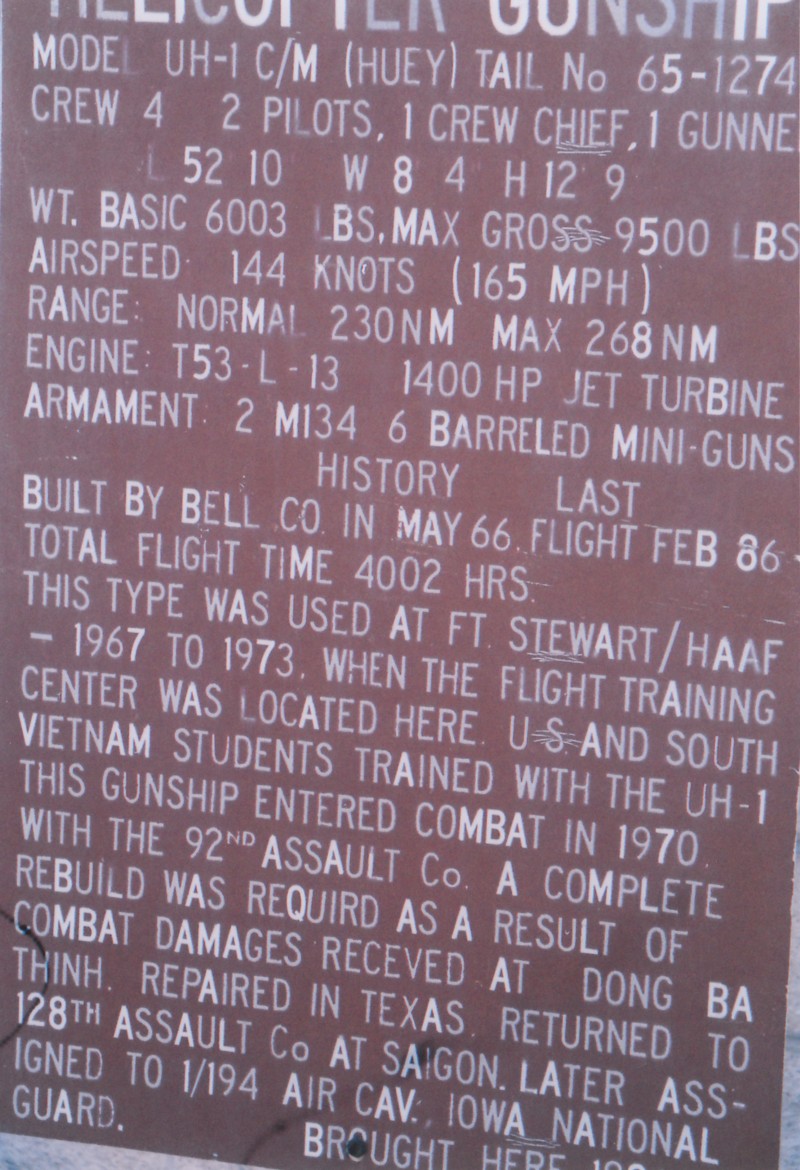 HELICOPTER GUNSHIP
MODEL UH-1 C/M (HUEY) TAIL No 65-1274
CREW 4 2 PILOTS, 1 CREW CHIEF, 1 GUNNE
L 52 10 W 8 4 H 12 9
WT. BASIC 6003 LBS, MAX GROSS 9500 LBS
AIRSPEED: 144 KNOTS (165 MPH)
RANGE: NORMAL 230 NM MAX 268 NM
ENGINE: T53-L-13 1400 HP JET TURBINE
ARMAMENT: 2 M134 6 BARRELED MINI-GUNS
HISTORY LAST
BUILT BY BELL CO. IN MAY 66. FLIGHT FEB 86
TOTAL FLIGHT TIME 4002 HRS.
THIS TYPE WAS USED AT FT. STEWART/HAAF
- 1967 TO 1973, WHEN THE FLIGHT TRAINING
CENTER WAS LOCATED HERE. U S AND SOUTH
VIETNAM STUDENTS TRAINED WITH THE UH-1
THIS GUNSHIP ENTERED COMBAT IN 1970.
WITH THE 92ND ASSAULT Co. A COMPLETE
REBUILD WAS REQUIRD AS A RESULT OF
COMBAT DAMAGES RECEVED AT DONG BA
THINH. REPAIRED IN TEXAS. RETURNED TO
128TH ASSAULT Co AT SAIGON. LATER ASS-
IGNED TO 1/194 AIR CAV., IOWA NATIONAL
GUARD. BROUGHT HERE